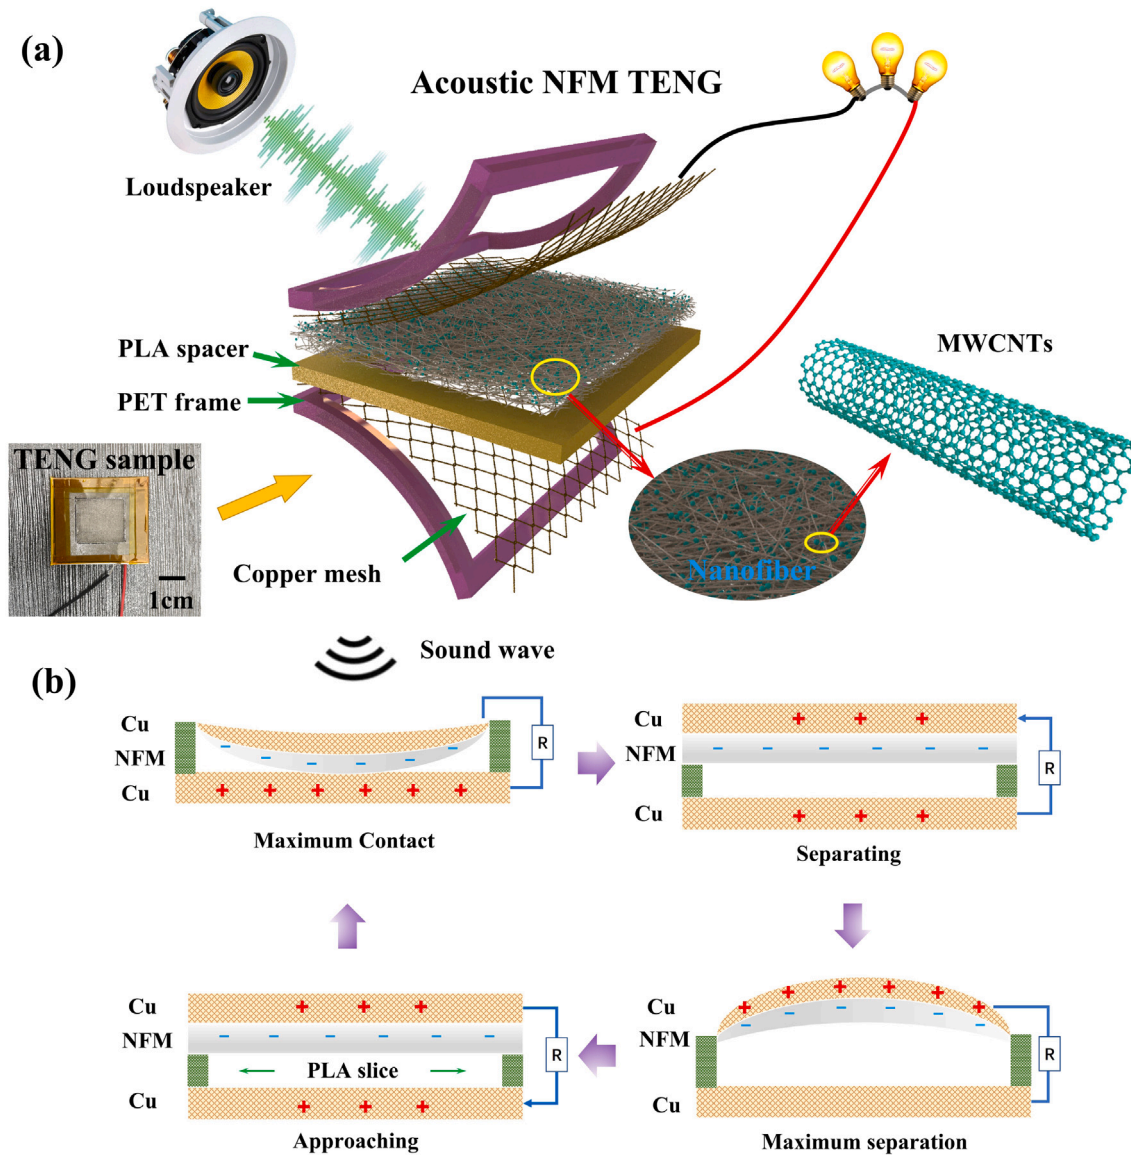 (a)
Acoustic NFM TENG
Loudspeaker
PLA spacer
PET frame
MWCNTs
TENG sample
1cm
Copper mesh
Nanofiber
Sound wave
(b)
Cu
NFM
Cu
R
Maximum Contact
Cu
NFM
Cu
R
Separating
Cu
NFM
Cu
R
PLA slice
Approaching
Cu
NFM
Cu
R
Maximum separation